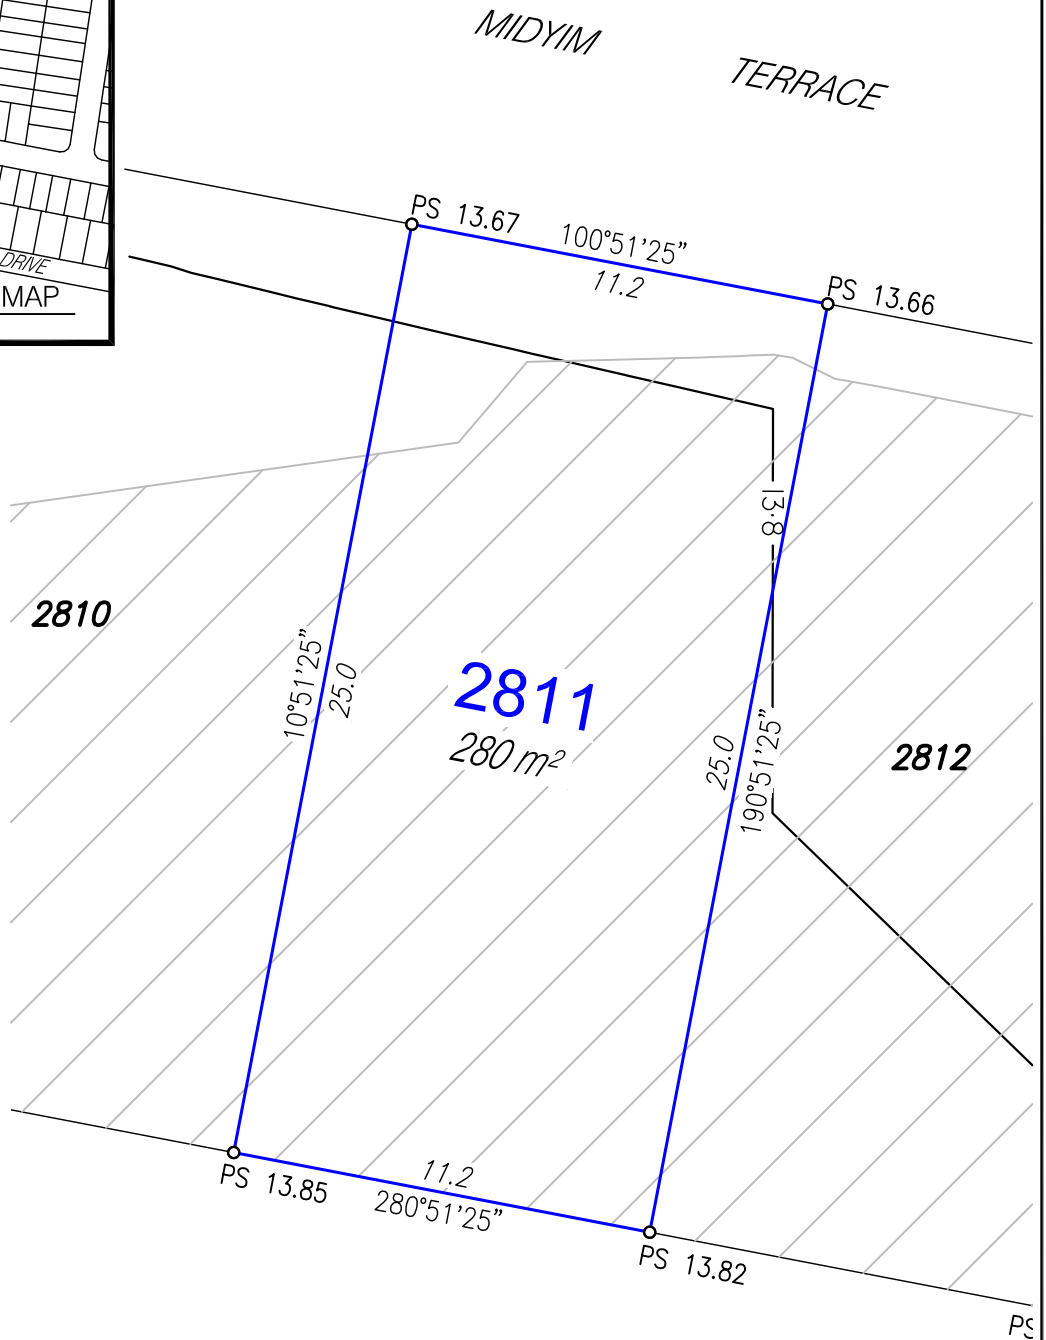 MIDYIM TERRACE
DRIVE
MAP
PS 13.67
100°51'25"
11.2
PS 13.66
13.8
2810
10°51'25"
25.0
2811
280 m²
25.0
190°51'25"
2812
PS 13.85
11.2
280°51'25"
PS 13.82
PS